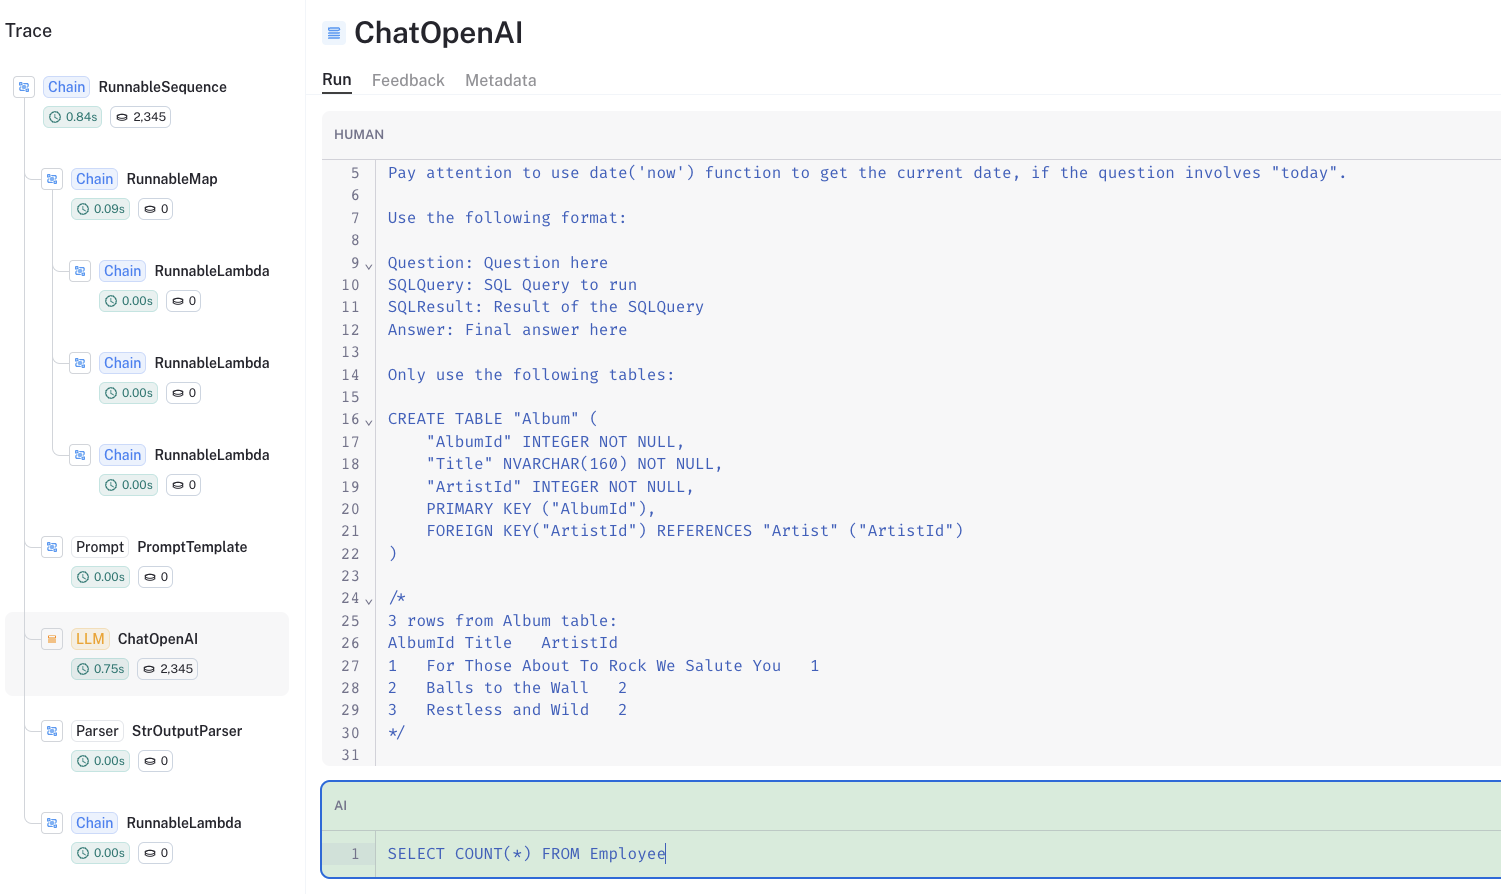 Trace
Chain RunnableSequence
0.84s 2,345
Chain RunnableMap
0.09s 0
Chain RunnableLambda
0.00s 0
Chain RunnableLambda
0.00s 0
Chain RunnableLambda
0.00s 0
Prompt PromptTemplate
0.00s 0
LLM ChatOpenAI
0.75s 2,345
Parser StrOutputParser
0.00s 0
Chain RunnableLambda
0.00s 0
ChatOpenAI
Run Feedback Metadata
HUMAN
5 Pay attention to use date('now') function to get the current date, if the question involves "today".
6
7 Use the following format:
8
9 Question: Question here
10 SQLQuery: SQL Query to run
11 SQLResult: Result of the SQLQuery
12 Answer: Final answer here
13
14 Only use the following tables:
15
16 CREATE TABLE "Album" (
17 "AlbumId" INTEGER NOT NULL,
18 "Title" NVARCHAR(160) NOT NULL,
19 "ArtistId" INTEGER NOT NULL,
20 PRIMARY KEY ("AlbumId"),
21 FOREIGN KEY("ArtistId") REFERENCES "Artist" ("ArtistId")
22 )
23
24 /*
25 3 rows from Album table:
26 AlbumId Title ArtistId
27 1 For Those About To Rock We Salute You 1
28 2 Balls to the Wall 2
29 3 Restless and Wild 2
30 */
31
AI
1 SELECT COUNT(*) FROM Employee